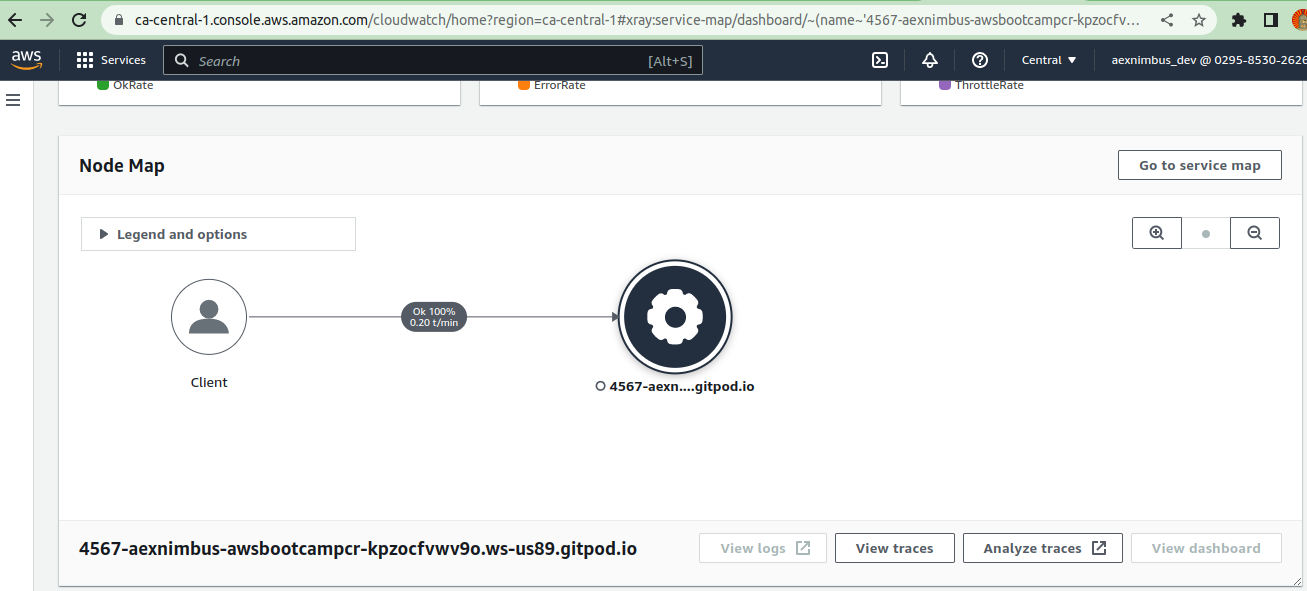 ca-central-1.console.aws.amazon.com/cloudwatch/home?region=ca-central-1#xray:service-map/dashboard/~(name~'4567-aexnimbus-awsbootcampcr-kpzocfv...
aws Services Search [Alt+S] Central ▼ aexnimbus_dev @ 0295-8530-2626
OkRate ErrorRate ThrottleRate
Node Map Go to service map
Legend and options
Ok 100%
0.20 t/min
Client
4567-aexn....gitpod.io
4567-aexnimbus-awsbootcampcr-kpzocfvwv9o.ws-us89.gitpod.io View logs View traces Analyze traces View dashboard